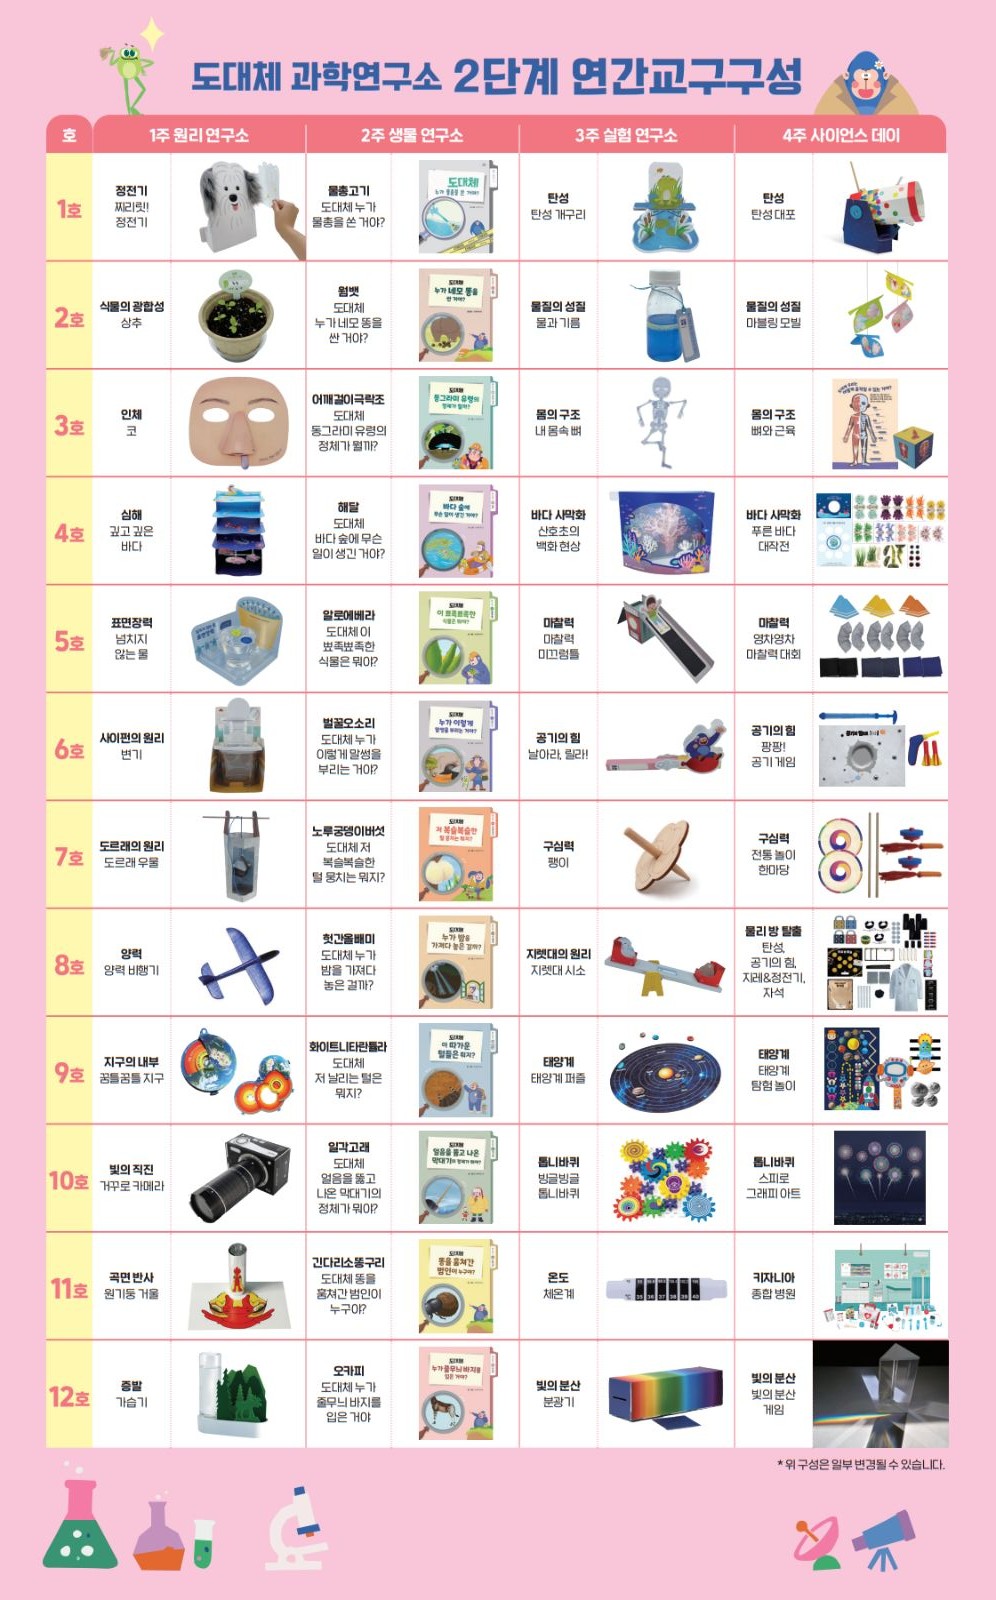 도대체 과학연구소 2단계 연간교구구성
호
1주 원리 연구소
2주 생물 연구소
3주 실험 연구소
4주 사이언스 데이
1호
정전기
찌리릿!
정전기
물총고기
도대체 누가
물총을 쏜 거야?
탄성
탄성 개구리
탄성
탄성 대포
2호
식물의 광합성
상추
웜뱃
도대체
누가 네모 똥을
싼 거야?
물질의 성질
물과 기름
물질의 성질
마블링 모빌
3호
인체
코
어깨걸이극락조
도대체
동그라미 유령의
정체가 뭘까?
몸의 구조
내 몸속 뼈
몸의 구조
뼈와 근육
4호
심해
깊고 깊은
바다
해달
도대체
바다 숲에 무슨
일이 생긴 거야?
바다 사막화
산호초의
백화 현상
바다 사막화
푸른 바다
대작전
5호
표면장력
넘치지
않는 물
알로에베라
도대체 이
뾰족뾰족한
식물은 뭐야?
마찰력
마찰력
미끄럼틀
마찰력
영차영차
마찰력 대회
6호
사이펀의 원리
변기
벌꿀오소리
도대체 누가
이렇게 말썽을
부리는 거야?
공기의 힘
날아라, 릴라!
공기의 힘
팡팡!
공기 게임
7호
도르래의 원리
도르래 우물
노루궁뎅이버섯
도대체 저
복슬복슬한
털 뭉치는 뭐지?
구심력
팽이
구심력
전통 놀이
한마당
8호
양력
양력 비행기
헛간올빼미
도대체 누가
밤을 가져다
놓은 걸까?
지렛대의 원리
지렛대 시소
물리 방 탈출
탄성,
공기의 힘,
지레&정전기,
자석
9호
지구의 내부
꿈틀꿈틀 지구
화이트니타란튤라
도대체
저 날리는 털은
뭐지?
태양계
태양계 퍼즐
태양계
태양계
탐험 놀이
10호
빛의 직진
거꾸로 카메라
일각고래
도대체
얼음을 뚫고
나온 막대기의
정체가 뭐야?
톱니바퀴
빙글빙글
톱니바퀴
톱니바퀴
스피로
그래피 아트
11호
곡면 반사
원기둥 거울
긴다리소똥구리
도대체 똥을
훔쳐간 범인이
누구야?
온도
체온계
키자니아
종합 병원
12호
증발
가습기
오카피
도대체 누가
줄무늬 바지를
입은 거야
빛의 분산
분광기
빛의 분산
빛의 분산
게임
* 위 구성은 일부 변경될 수 있습니다.